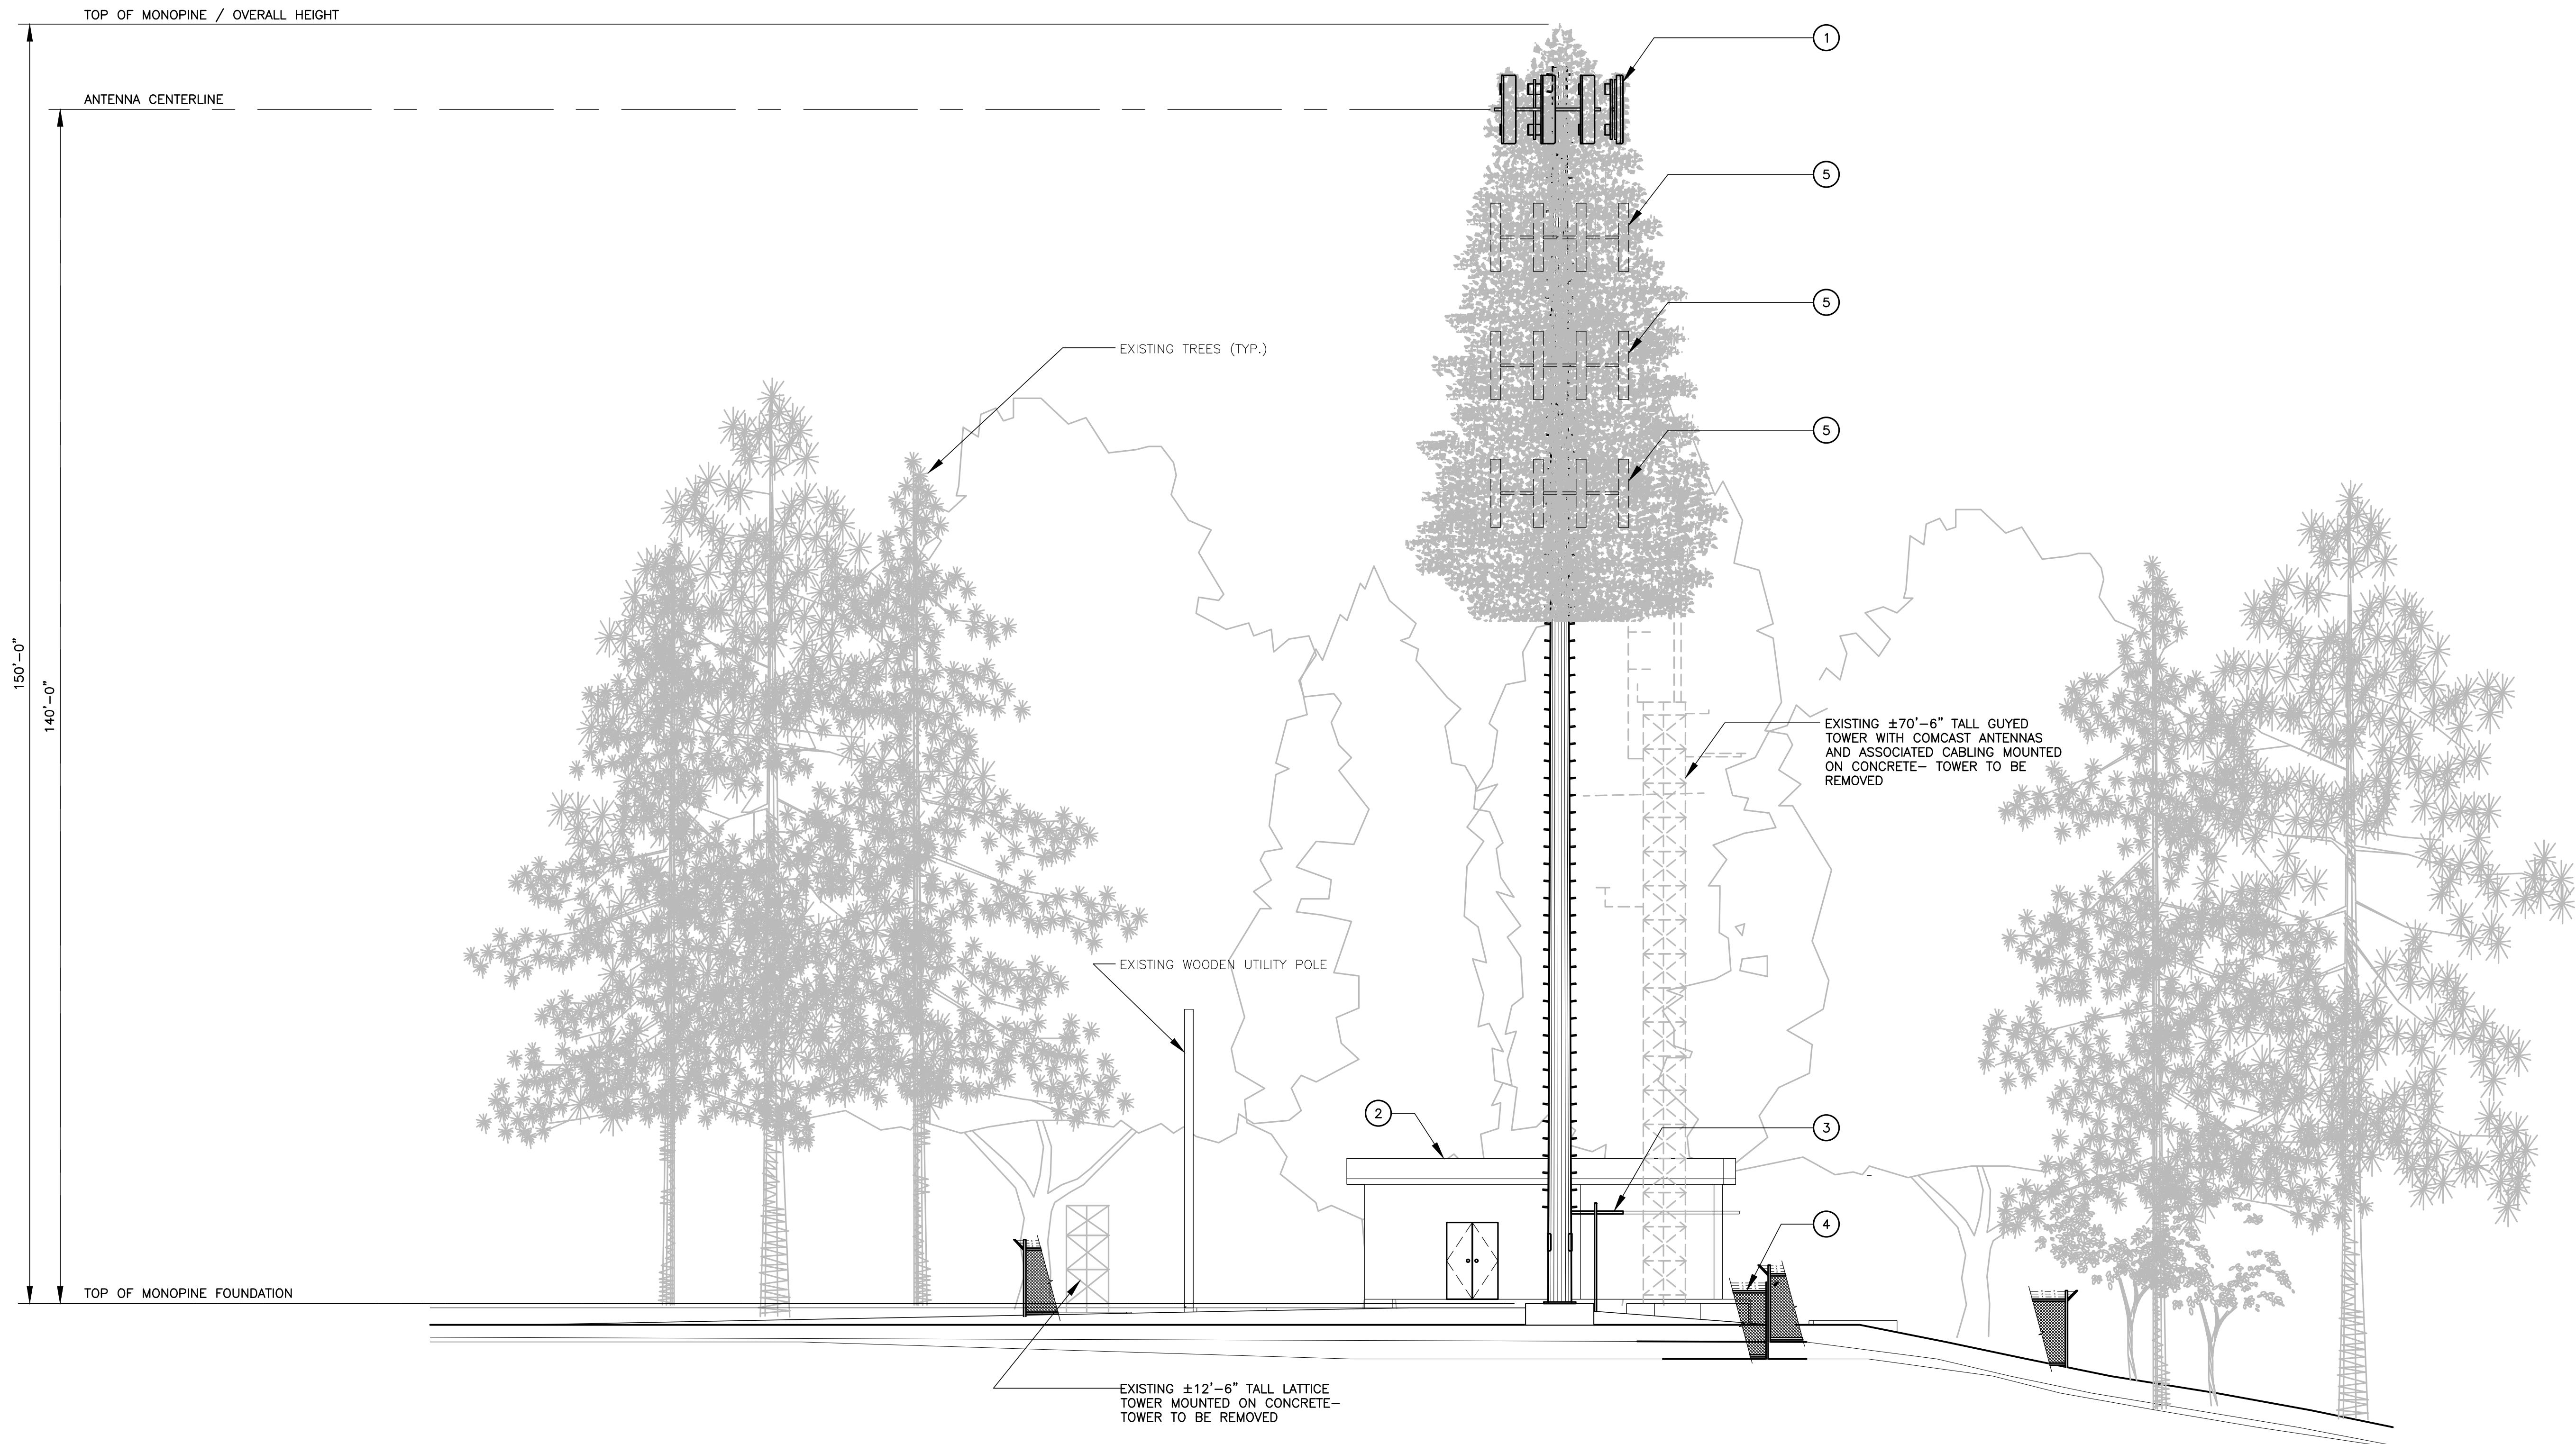 TOP OF MONOPINE / OVERALL HEIGHT
1
ANTENNA CENTERLINE
5
5
EXISTING TREES (TYP.)
5
150'-0"
140'-0"
EXISTING ±70'-6" TALL GUYED
TOWER WITH COMCAST ANTENNAS
AND ASSOCIATED CABLING MOUNTED
ON CONCRETE- TOWER TO BE
REMOVED
EXISTING WOODEN UTILITY POLE
2
3
4
TOP OF MONOPINE FOUNDATION
EXISTING ±12'-6" TALL LATTICE
TOWER MOUNTED ON CONCRETE-
TOWER TO BE REMOVED